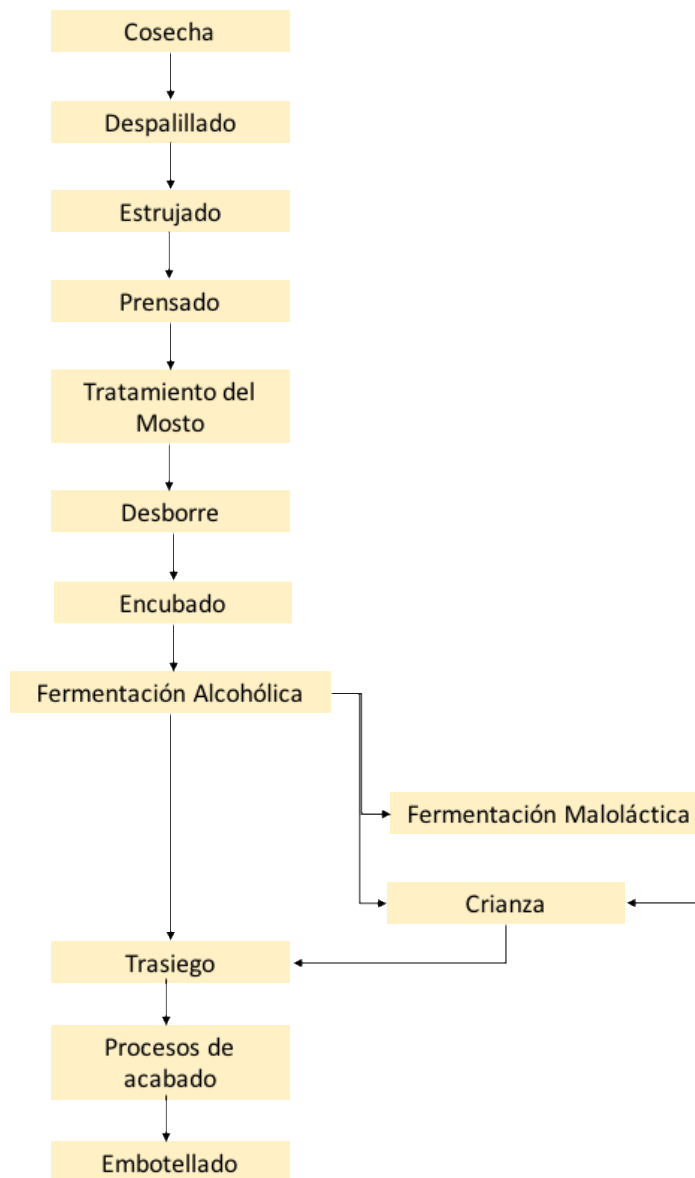 Cosecha
Despalillado
Estrujado
Prensado
Tratamiento del
Mosto
Desborre
Encubado
Fermentación Alcohólica
Fermentación Maloláctica
Crianza
Trasiego
Procesos de
acabado
Embotellado